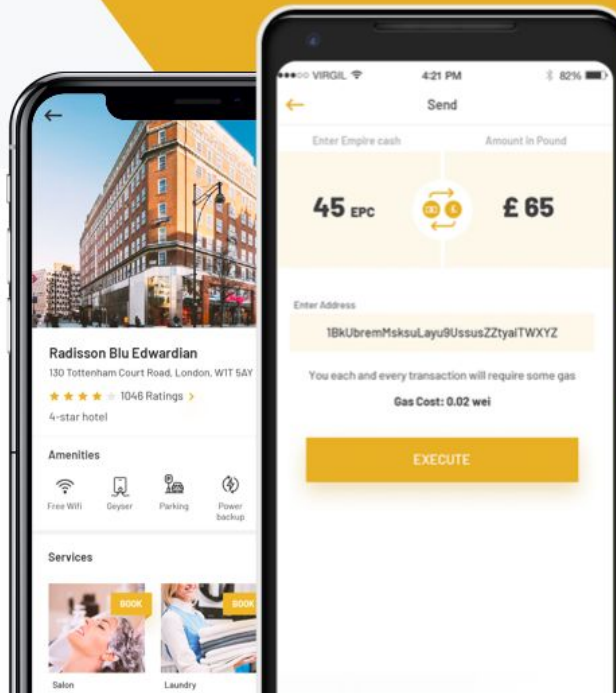 Radisson Blu Edwardian
130 Tottenham Court Road, London, W1T 5AY
1046 Ratings >
4-star hotel
Amenities
Free Wifi
Geyser
Parking
Power
backup
Services
BOOK
BOOK
Salon
Laundry
VIRGIL
4:21 PM
82%
Send
Enter Empire cash
Amount in Pound
45 EPC
£ 65
Enter Address
1BkUbremMsksuLayu9UssusZZtyaiTWXYZ
You each and every transaction will require some gas
Gas Cost: 0.02 wei
EXECUTE